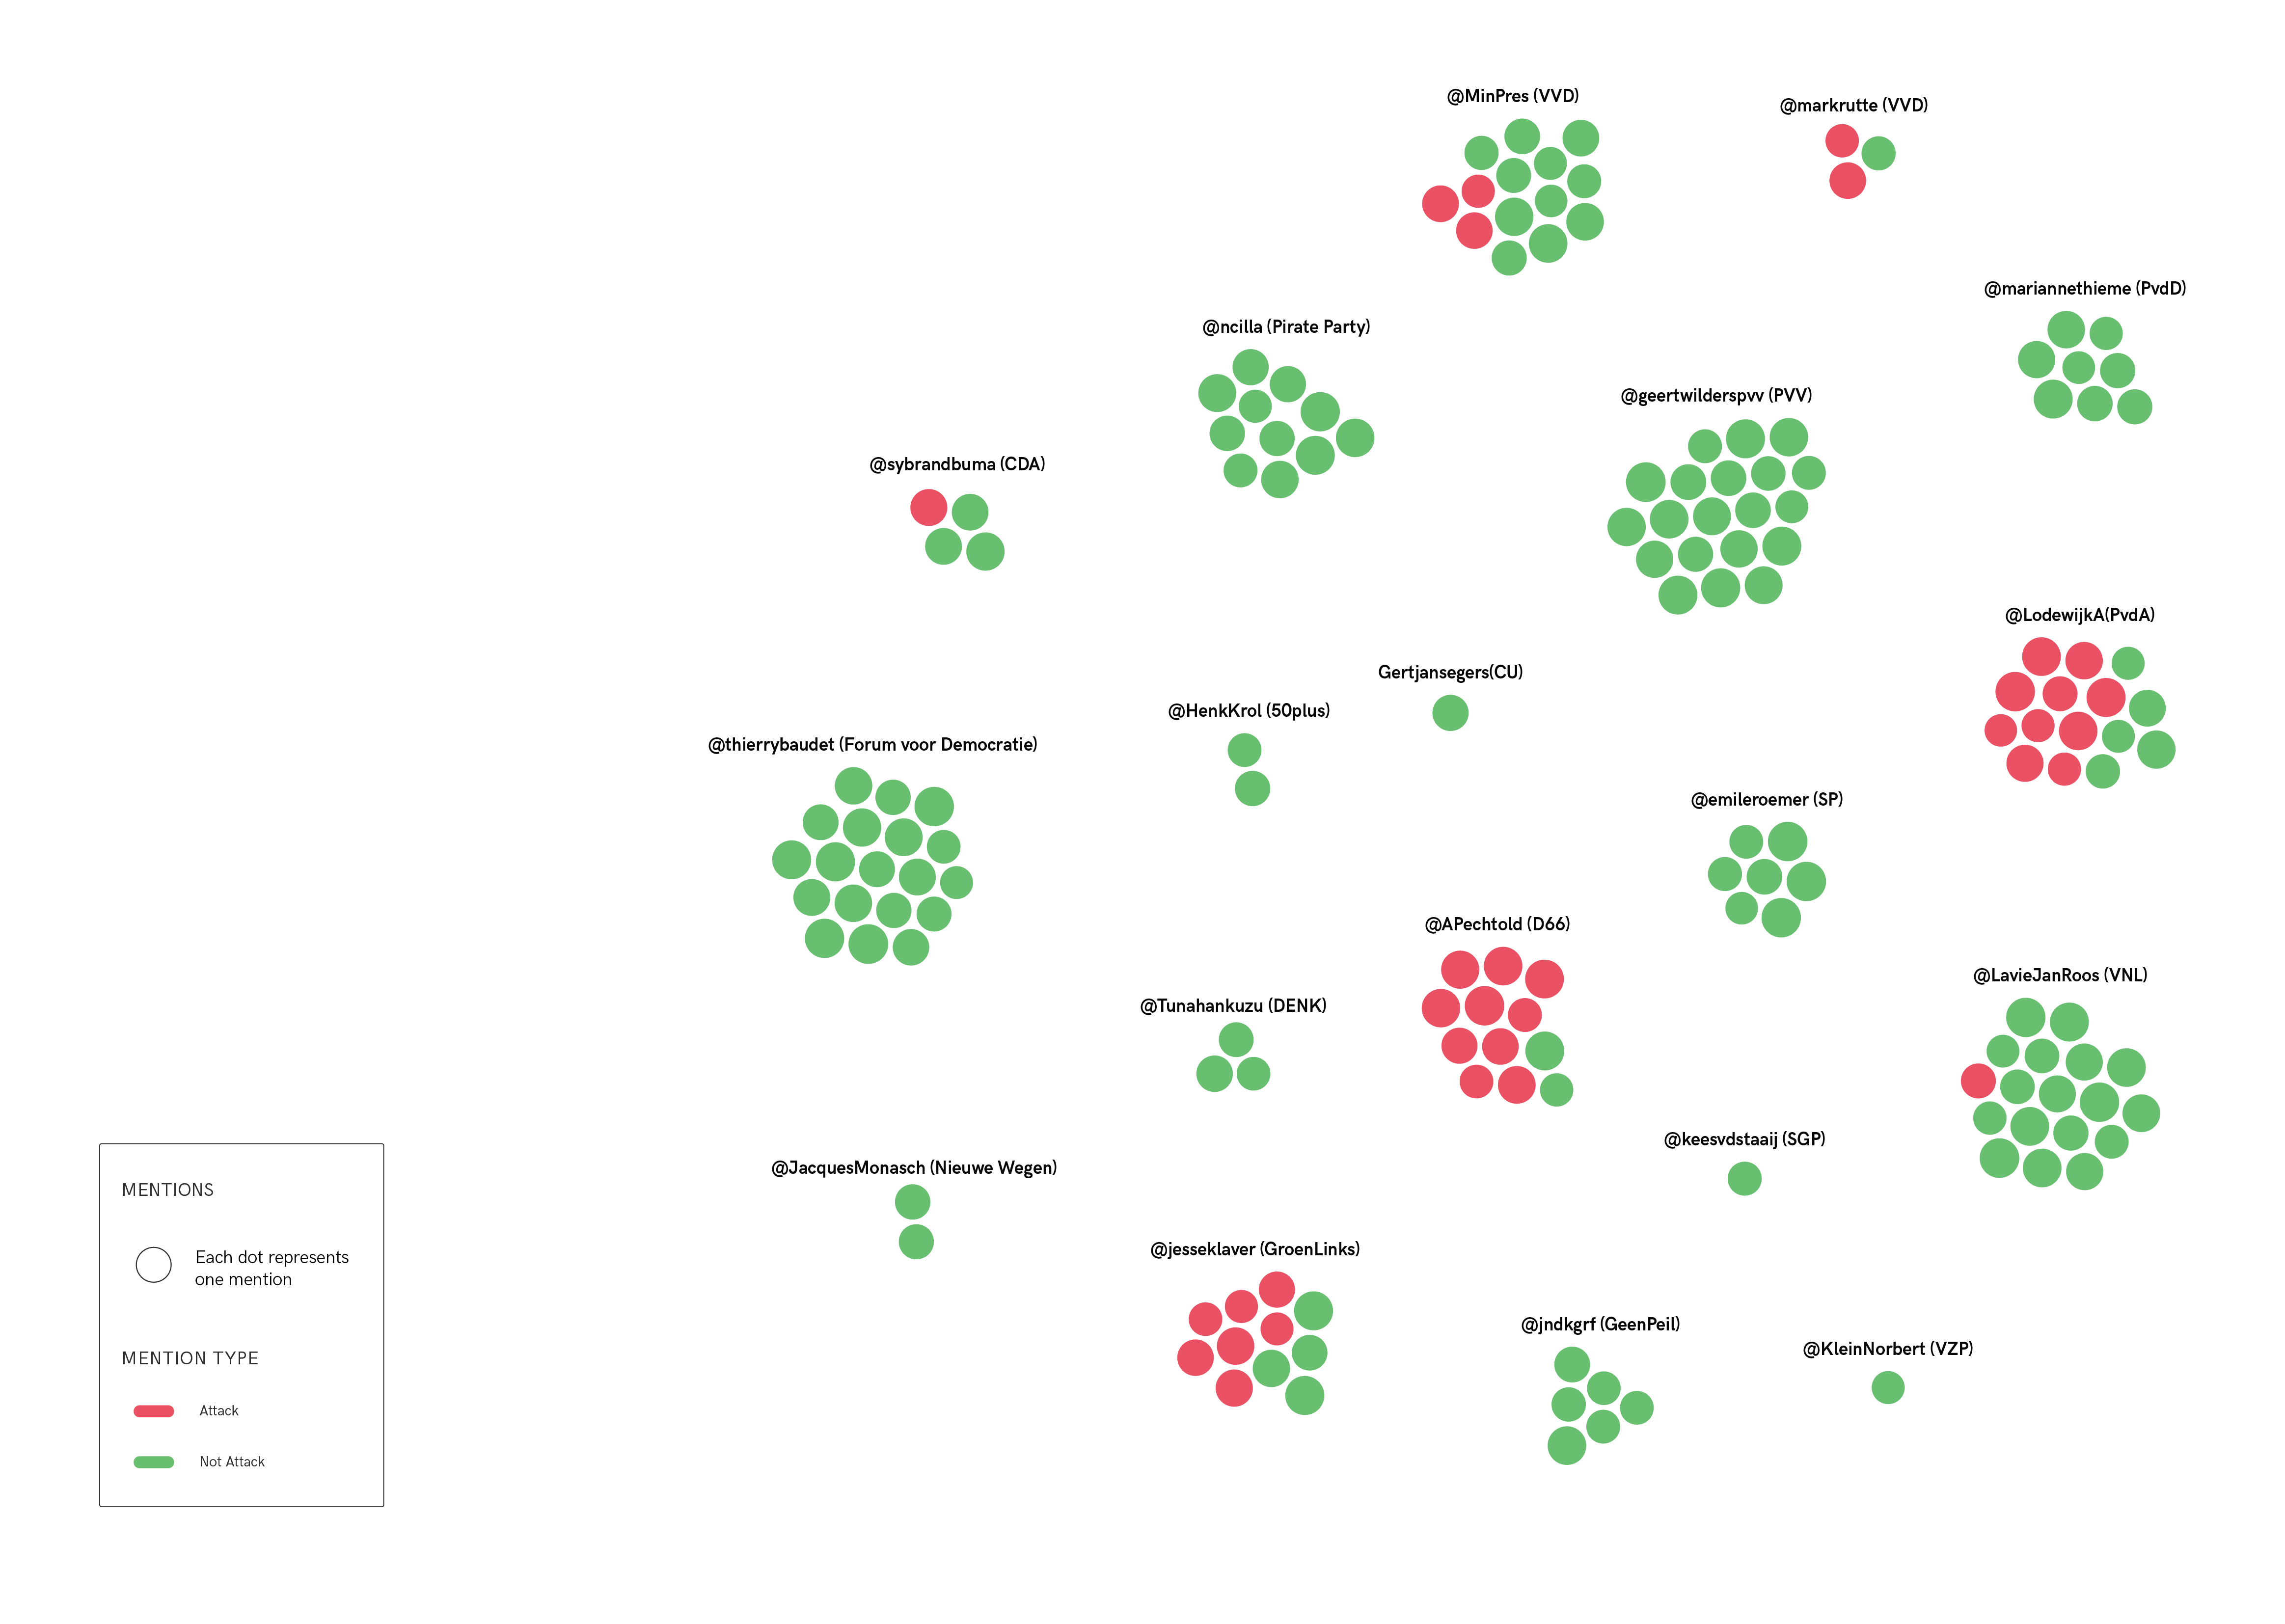 @MinPres (VVD)
@markrutte (VVD)
@mariannethieme (PvdD)
@ncilla (Pirate Party)
@geertwilderspvv (PVV)
@sybrandbuma (CDA)
@LodewijkA(PvdA)
Gertjansegers(CU)
@HenkKrol (50plus)
@thierrybaudet (Forum voor Democratie)
@emileroemer (SP)
@APechtold (D66)
@LavieJanRoos (VNL)
@Tunahankuzu (DENK)
@keesvdstaaij (SGP)
@JacquesMonasch (Nieuwe Wegen)
@jesseklaver (GroenLinks)
@jndkgrf (GeenPeil)
@KleinNorbert (VZP)
MENTIONS
Each dot represents
one mention
MENTION TYPE
Attack
Not Attack